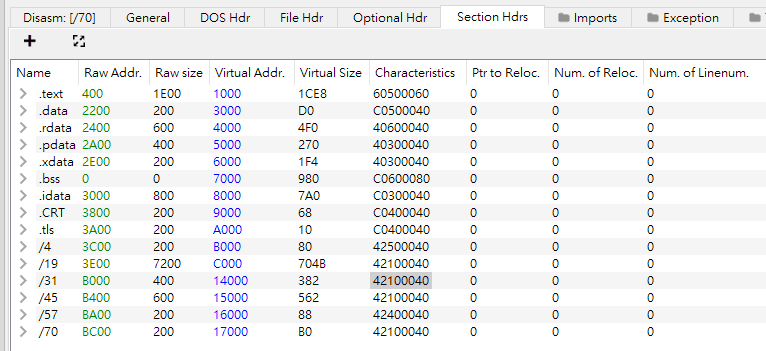 Disasm: [/70] General DOS Hdr File Hdr Optional Hdr Section Hdrs Imports Exception
Name Raw Addr. Raw size Virtual Addr. Virtual Size Characteristics Ptr to Reloc. Num. of Reloc. Num. of Linenum.
.text 400 1E00 1000 1CE8 60500060 0 0 0
.data 2200 200 3000 D0 C0500040 0 0 0
.rdata 2400 600 4000 4F0 40600040 0 0 0
.pdata 2A00 400 5000 270 40300040 0 0 0
.xdata 2E00 200 6000 1F4 40300040 0 0 0
.bss 0 0 7000 980 C0600080 0 0 0
.idata 3000 800 8000 7A0 C0300040 0 0 0
.CRT 3800 200 9000 68 C0400040 0 0 0
.tls 3A00 200 A000 10 C0400040 0 0 0
/4 3C00 200 B000 80 42500040 0 0 0
/19 3E00 7200 C000 704B 42100040 0 0 0
/31 B000 400 14000 382 42100040 0 0 0
/45 B400 600 15000 562 42100040 0 0 0
/57 BA00 200 16000 88 42400040 0 0 0
/70 BC00 200 17000 B0 42100040 0 0 0